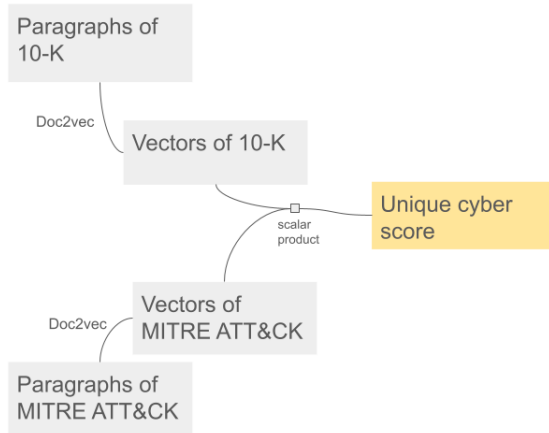 Paragraphs of
10-K
Doc2vec
Vectors of 10-K
Unique cyber
score
scalar
product
Vectors of
MITRE ATT&CK
Doc2vec
Paragraphs of
MITRE ATT&CK